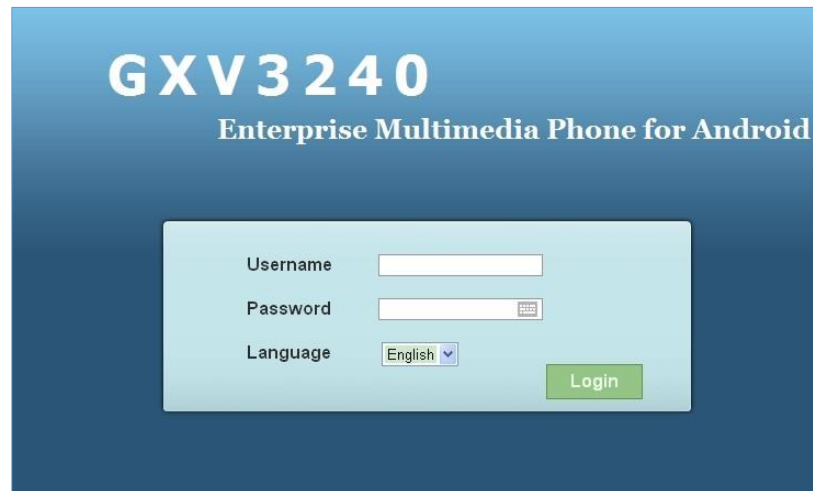 GXV3240
Enterprise Multimedia Phone for Android
Username
Password
Language English
Login